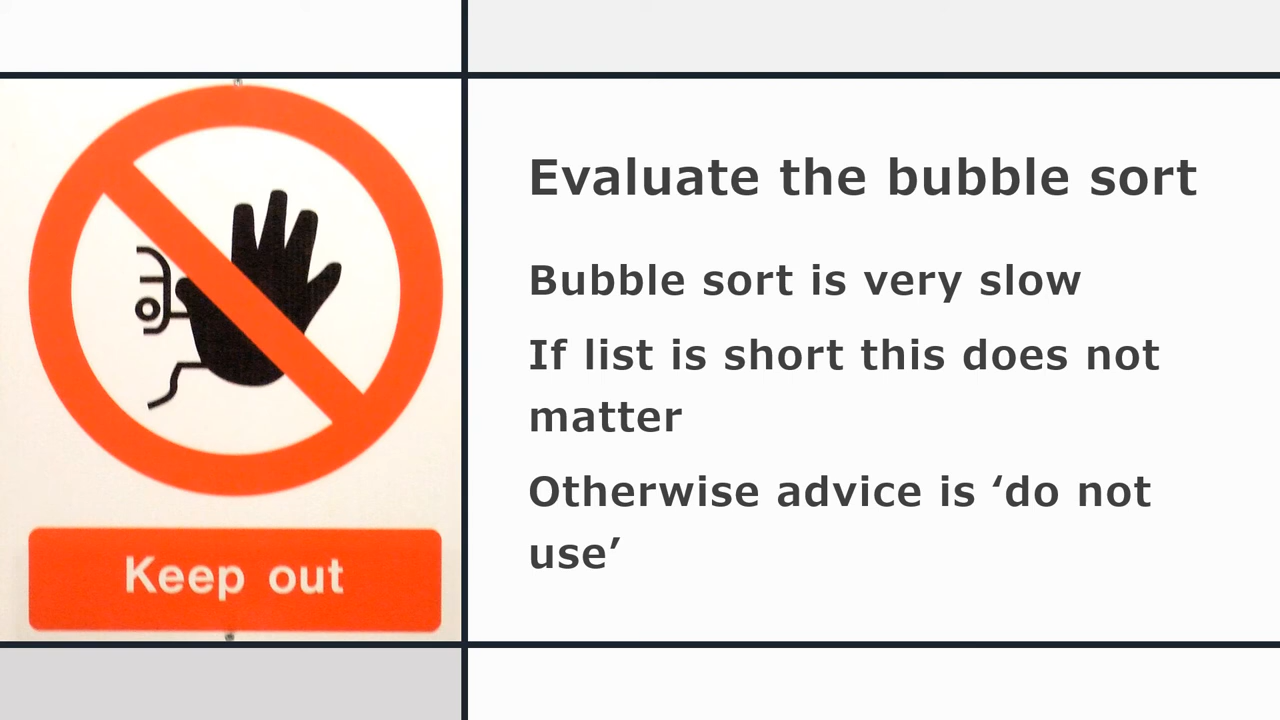 Keep out
Evaluate the bubble sort
Bubble sort is very slow
If list is short this does not
matter
Otherwise advice is ‘do not
use’